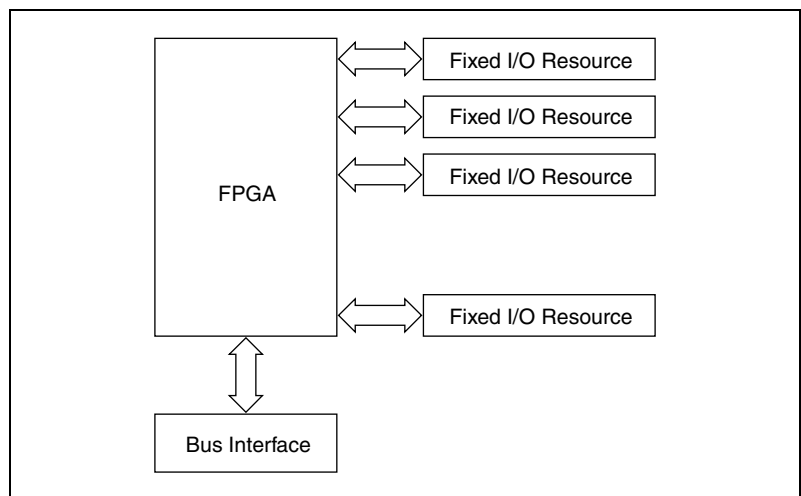 Fixed I/O Resource
Fixed I/O Resource
Fixed I/O Resource
FPGA
Fixed I/O Resource
Bus Interface